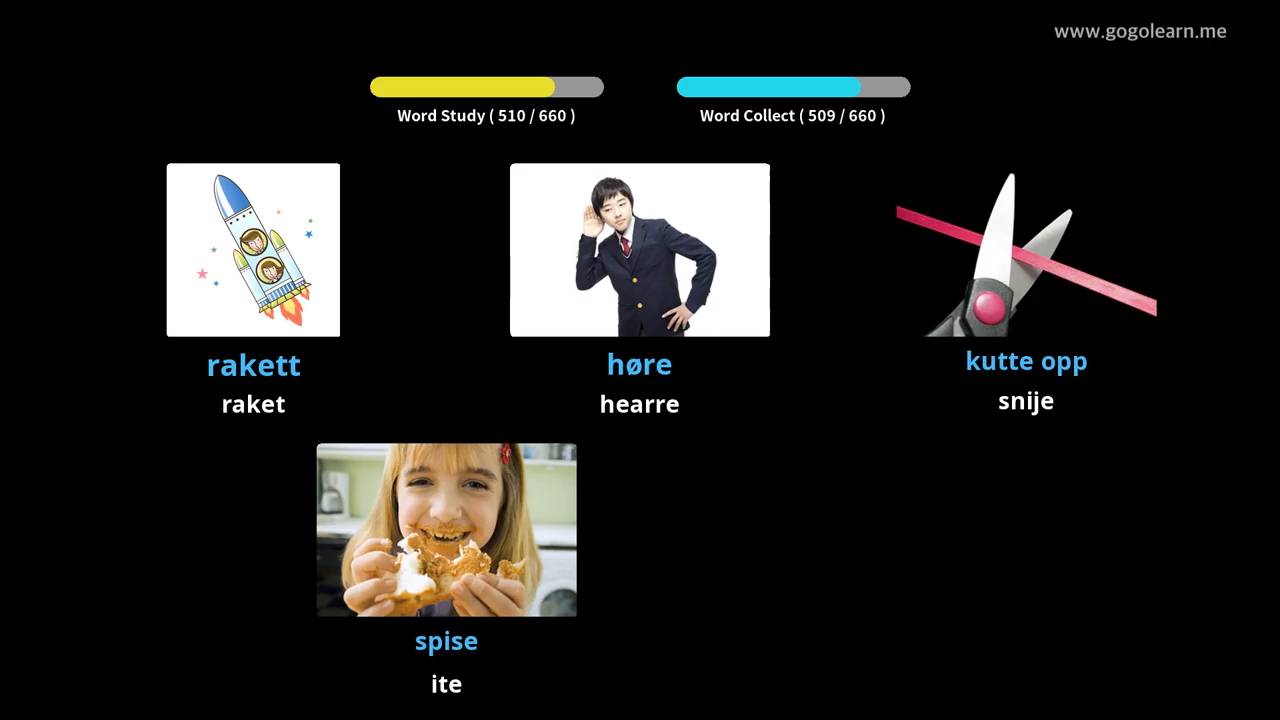 www.gogolearn.me
Word Study ( 510 / 660 )
Word Collect ( 509 / 660 )
rakett
raket
høre
hearre
kutte opp
snije
spise
ite